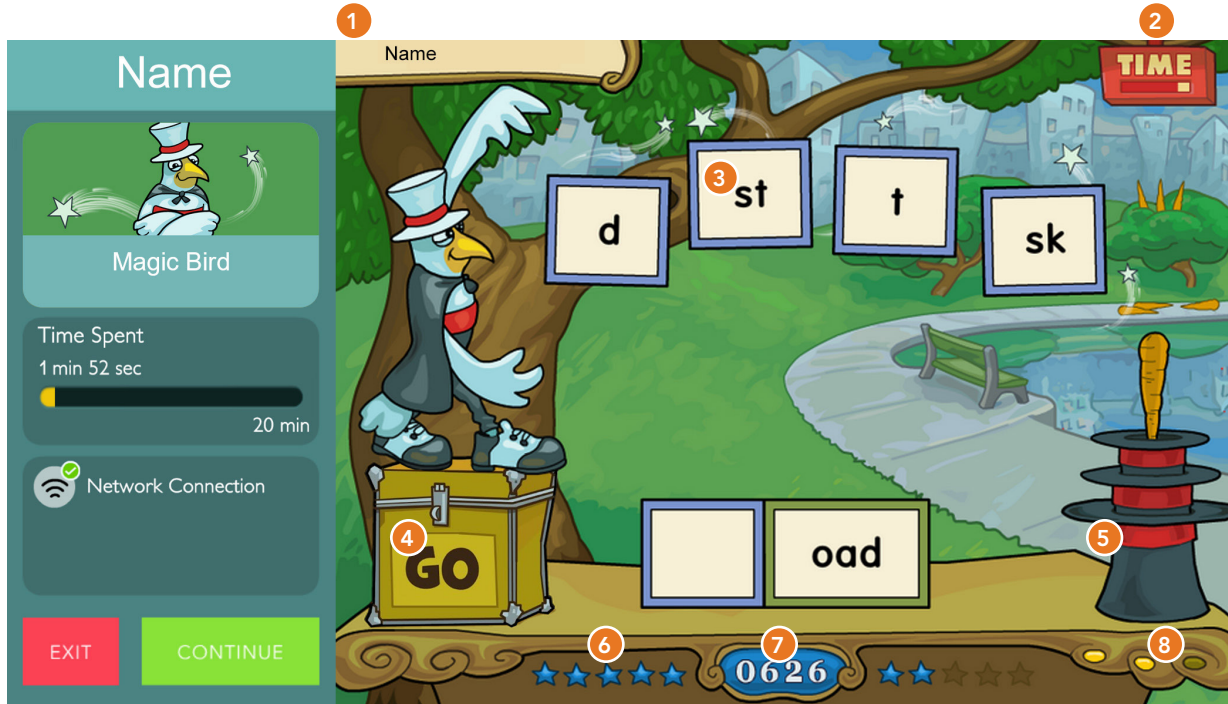 1
2
Name
Name
TIME
3
d
st
t
sk
Magic Bird
Time Spent
1 min 52 sec
20 min
Network Connection
4
GO
oad
5
EXIT
CONTINUE
6
7
8
0626